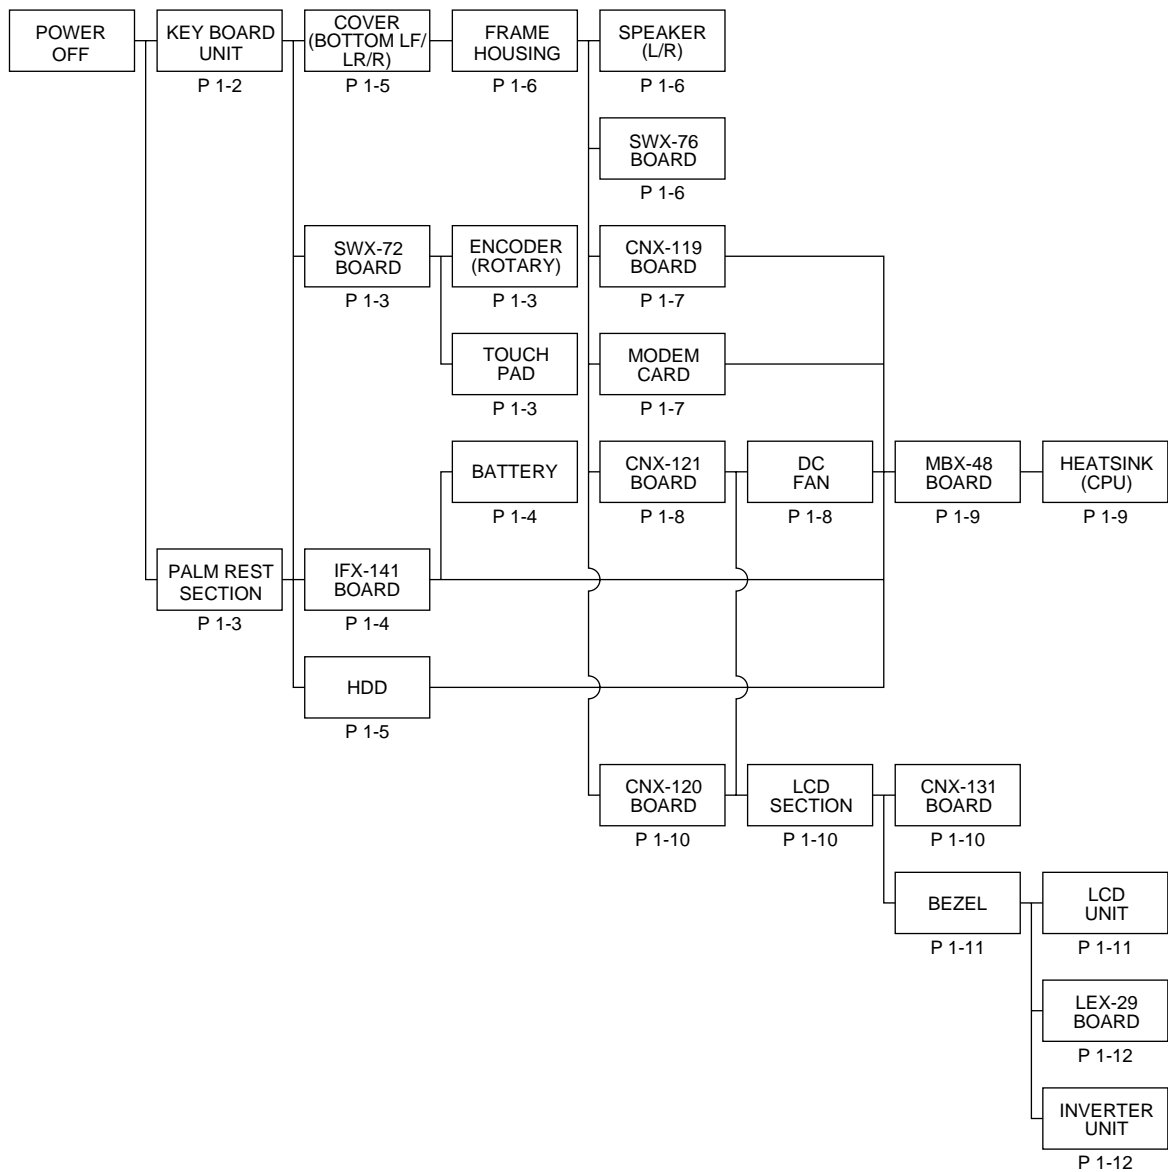 POWER
OFF
KEY BOARD
UNIT
P 1-2
COVER
(BOTTOM LF/
LR/R)
P 1-5
FRAME
HOUSING
P 1-6
SPEAKER
(L/R)
P 1-6
SWX-76
BOARD
P 1-6
SWX-72
BOARD
P 1-3
ENCODER
(ROTARY)
P 1-3
CNX-119
BOARD
P 1-7
TOUCH
PAD
P 1-3
MODEM
CARD
P 1-7
BATTERY
P 1-4
CNX-121
BOARD
P 1-8
DC
FAN
P 1-8
MBX-48
BOARD
P 1-9
HEATSINK
(CPU)
P 1-9
PALM REST
SECTION
P 1-3
IFX-141
BOARD
P 1-4
HDD
P 1-5
CNX-120
BOARD
P 1-10
LCD
SECTION
P 1-10
CNX-131
BOARD
P 1-10
BEZEL
P 1-11
LCD
UNIT
P 1-11
LEX-29
BOARD
P 1-12
INVERTER
UNIT
P 1-12